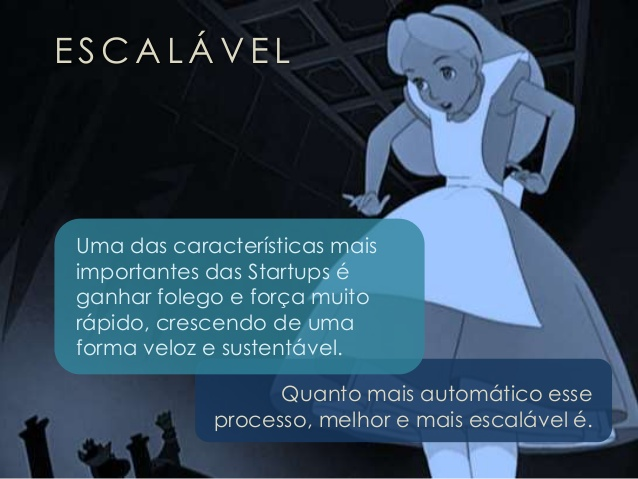 ESCALÁVEL
Uma das características mais
importantes das Startups é
ganhar folego e força muito
rápido, crescendo de uma
forma veloz e sustentável.
Quanto mais automático esse
processo, melhor e mais escalável é.